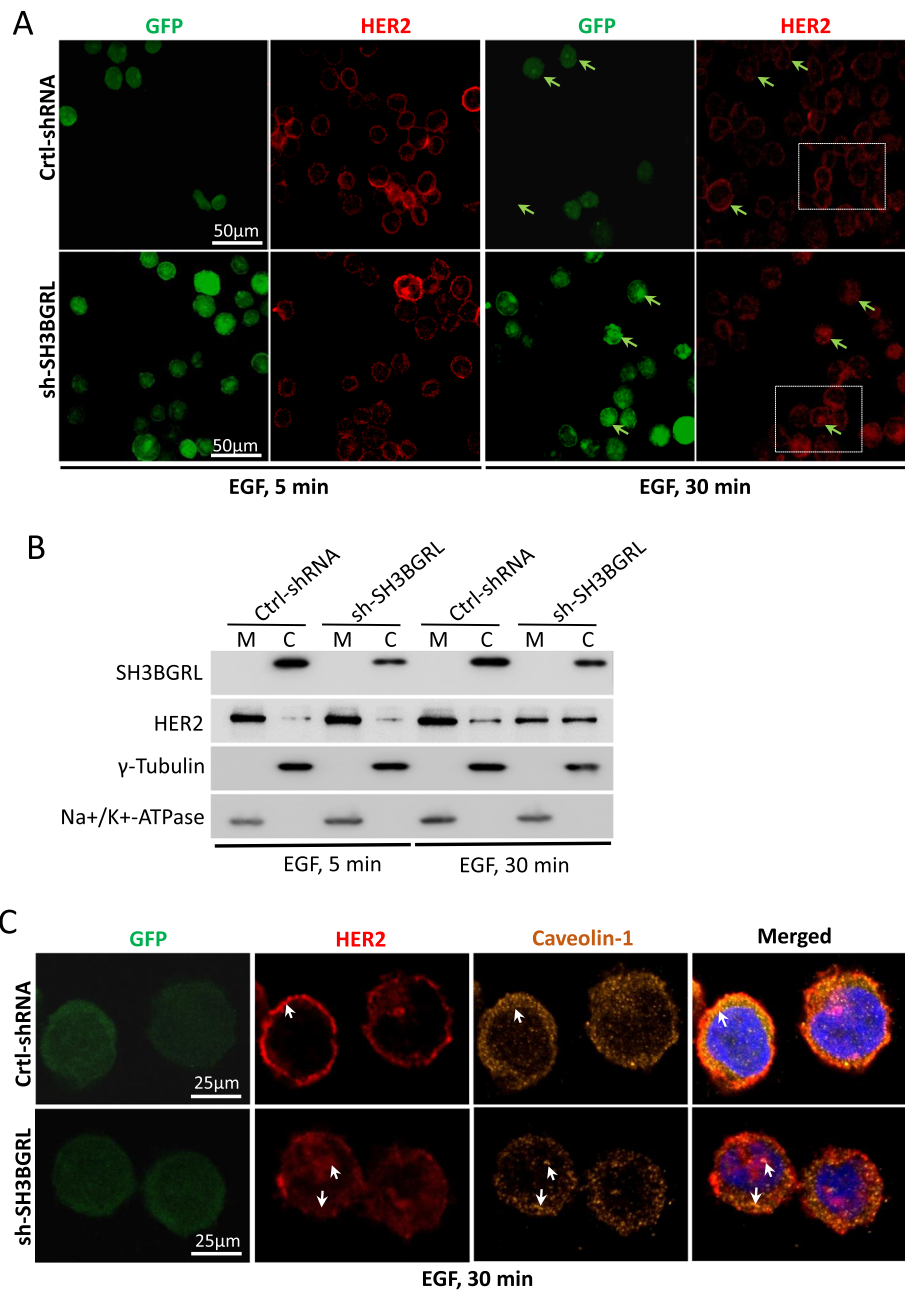 A
GFP HER2 GFP HER2
Crtl-shRNA
50µm
sh-SH3BGRL
50µm
EGF, 5 min EGF, 30 min
B
Ctrl-shRNA sh-SH3BGRL Ctrl-shRNA sh-SH3BGRL
M C M C M C M C
SH3BGRL
HER2
γ-Tubulin
Na+/K+-ATPase
EGF, 5 min EGF, 30 min
C
GFP HER2 Caveolin-1 Merged
Crtl-shRNA
25µm
sh-SH3BGRL
25µm
EGF, 30 min